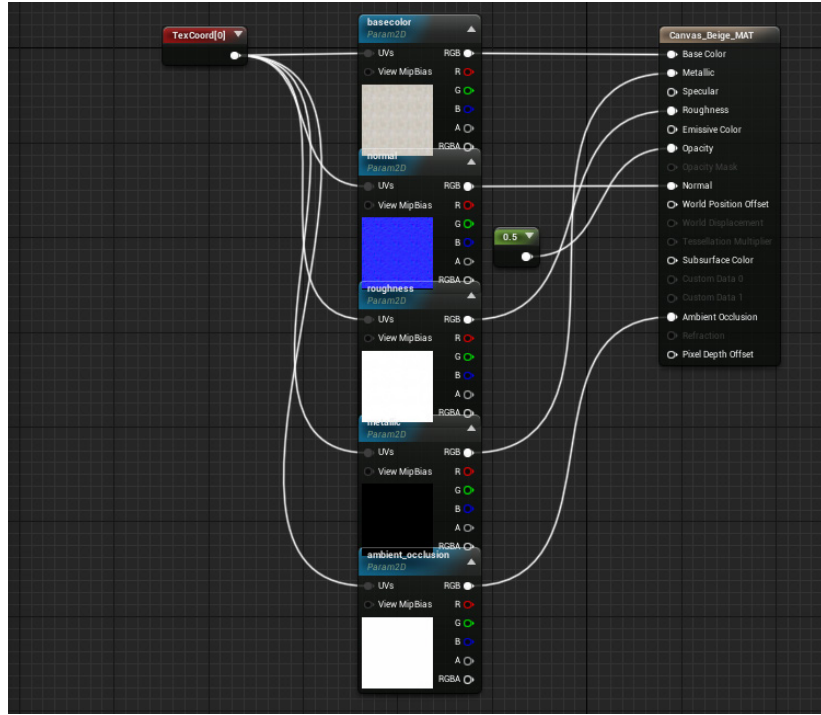 TexCoord[0]
basecolor
Param2D
UVs
RGB
View MipBias
R
G
B
A
RGBA
normal
Param2D
UVs
RGB
View MipBias
R
G
B
A
RGBA
0.5
roughness
Param2D
UVs
RGB
View MipBias
R
G
B
A
RGBA
metallic
Param2D
UVs
RGB
View MipBias
R
G
B
A
RGBA
ambient_occlusion
Param2D
UVs
RGB
View MipBias
R
G
B
A
RGBA
Canvas_Beige_MAT
Base Color
Metallic
Specular
Roughness
Emissive Color
Opacity
Opacity Mask
Normal
World Position Offset
World Displacement
Tessellation Multiplier
Subsurface Color
Custom Data 0
Custom Data 1
Ambient Occlusion
Refraction
Pixel Depth Offset